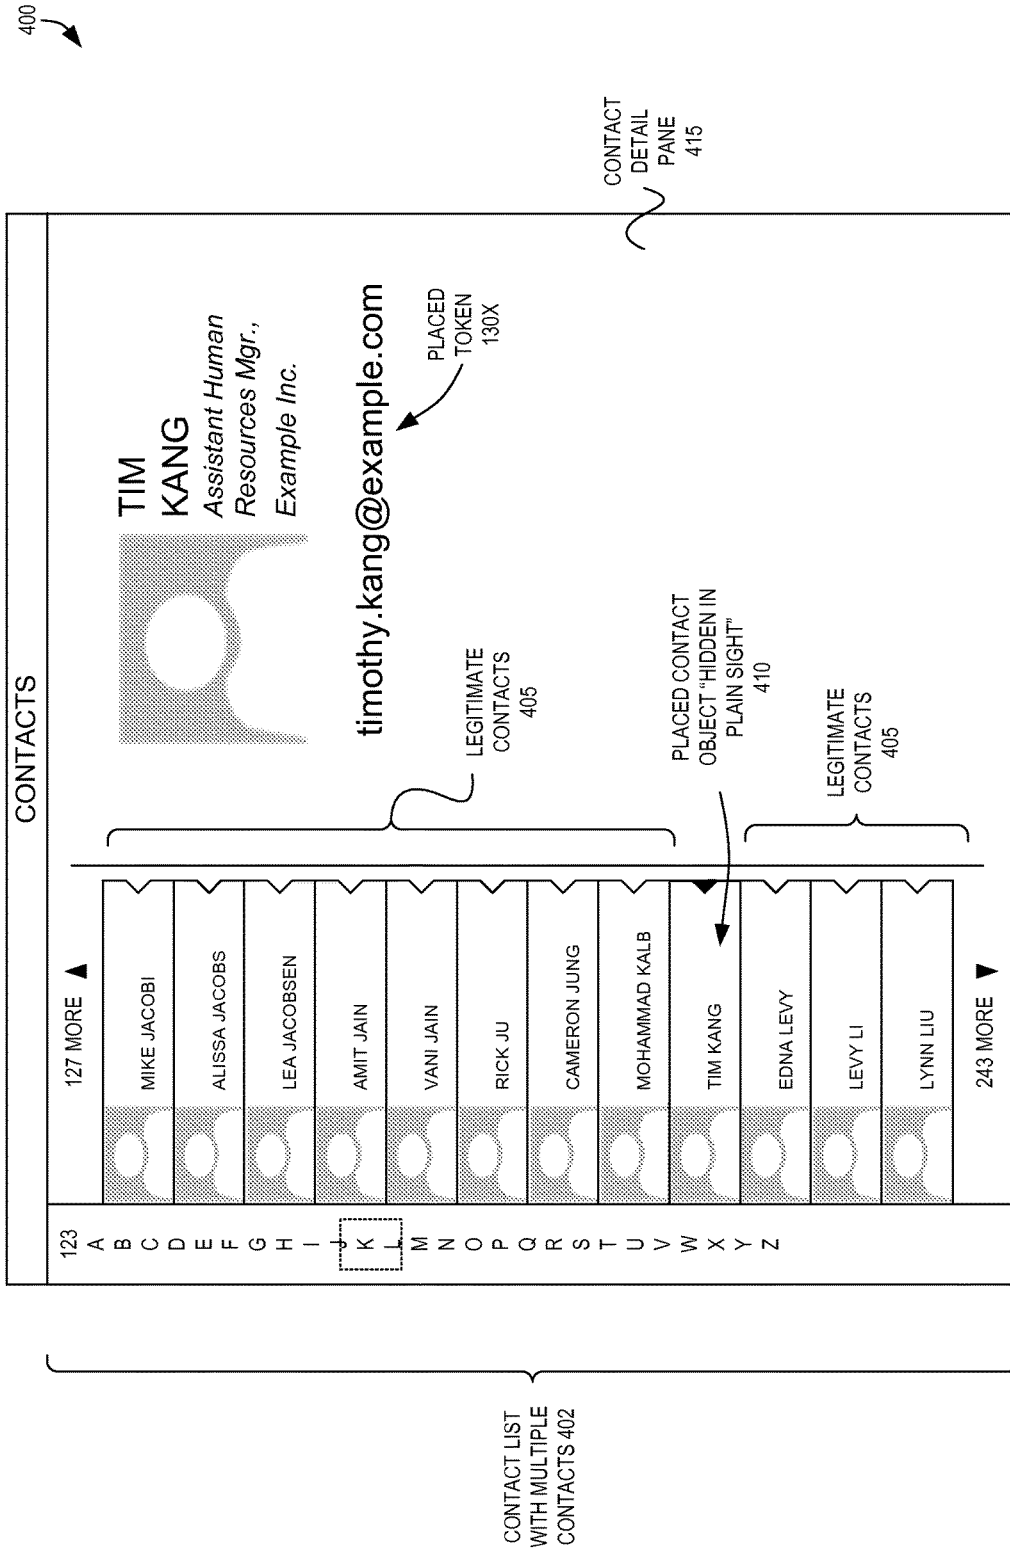 400
CONTACTS
CONTACT LIST
WITH MULTIPLE
CONTACTS 402
123
A
B
C
D
E
F
G
H
I
J
K
L
M
N
O
P
Q
R
S
T
U
V
W
X
Y
Z
127 MORE ▲
MIKE JACOBI
ALISSA JACOBS
LEA JACOBSEN
AMIT JAIN
VANI JAIN
RICK JU
CAMERON JUNG
MOHAMMAD KALB
TIM KANG
EDNA LEVY
LEVY LI
LYNN LIU
243 MORE ▼
TIM
KANG
Assistant Human
Resources Mgr.,
Example Inc.
timothy.kang@example.com
PLACED
TOKEN
130X
LEGITIMATE
CONTACTS
405
PLACED CONTACT
OBJECT “HIDDEN IN
PLAIN SIGHT”
410
LEGITIMATE
CONTACTS
405
CONTACT
DETAIL
PANE
415